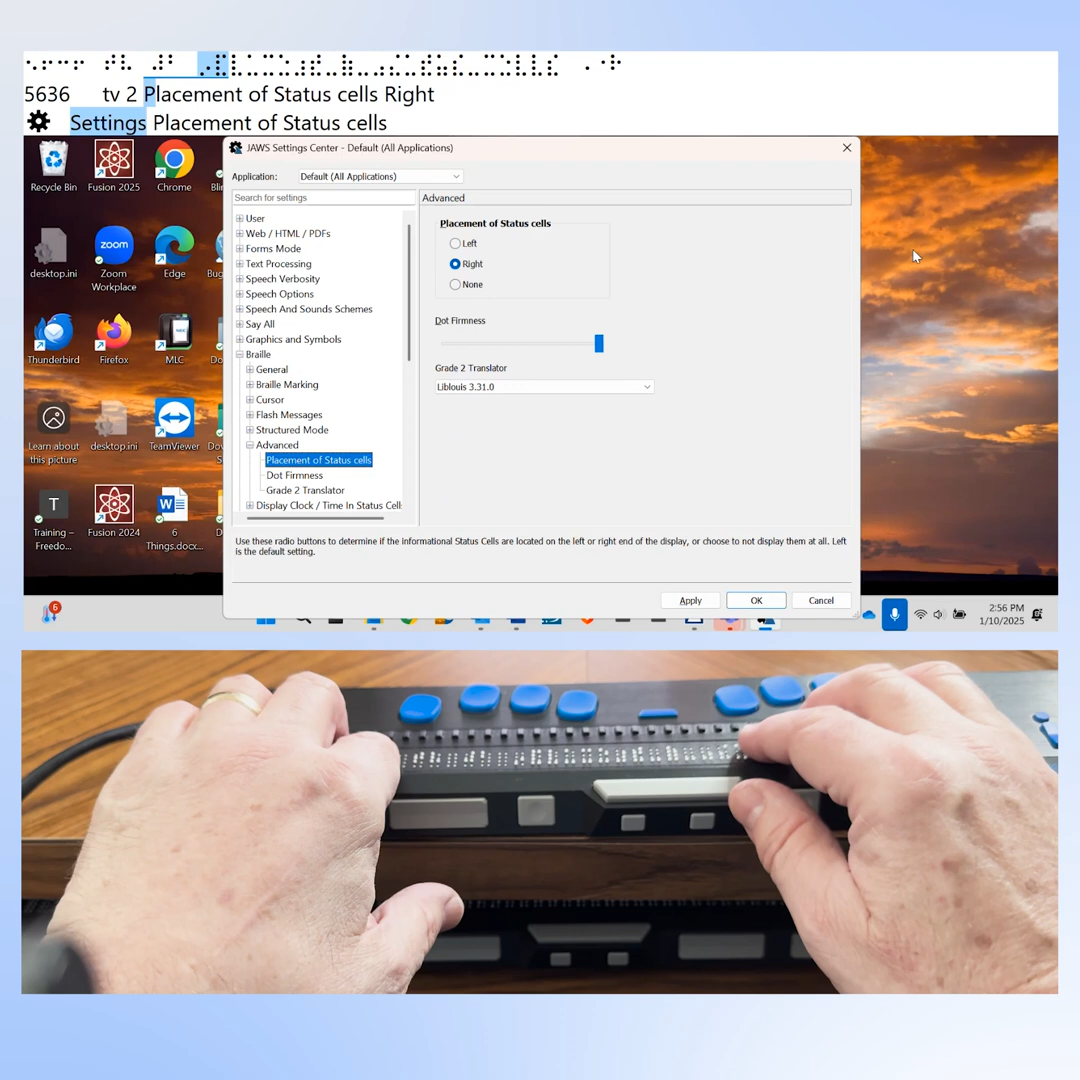 ⠢⠖⠒⠖ ⠞⠧ ⠼⠃
5636 tv 2 Placement of Status cells Right
Settings Placement of Status cells
JAWS Settings Center - Default (All Applications)
Application: Default (All Applications)
Search for settings
Advanced
User
Web / HTML / PDFs
Forms Mode
Text Processing
Speech Verbosity
Speech Options
Speech And Sounds Schemes
Say All
Graphics and Symbols
Braille
General
Braille Marking
Cursor
Flash Messages
Structured Mode
Advanced
Placement of Status cells
Dot Firmness
Grade 2 Translator
Display Clock / Time In Status Cell
Placement of Status cells
Left
Right
None
Dot Firmness
Grade 2 Translator
Liblouis 3.31.0
Use these radio buttons to determine if the informational Status Cells are located on the left or right end of the display, or choose to not display them at all. Left
is the default setting.
Apply
OK
Cancel
Recycle Bin
Fusion 2025
Chrome
desktop.ini
zoom
Zoom
Workplace
Edge
Thunderbird
Firefox
MLC
Learn about
this picture
desktop.ini
TeamViewer
T
Training –
Freedo...
Fusion 2024
6
Things.docx...
6
2:56 PM
1/10/2025